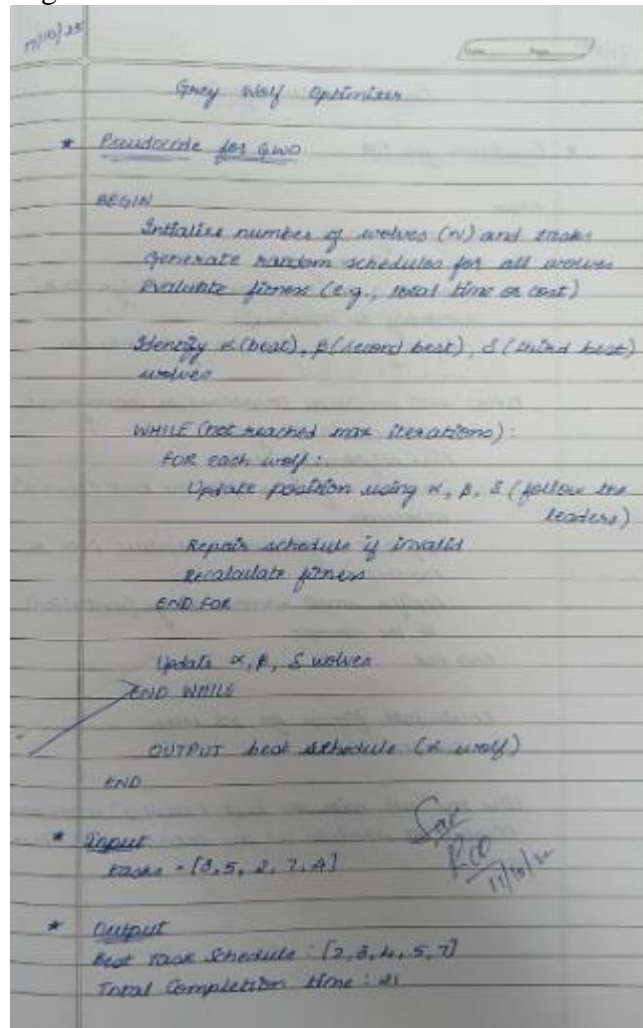 17/10/25
Grey Wolf Optimizer
* Pseudocode for GWO
BEGIN
Initialize number of wolves (N) and tasks
Generate random schedules for all wolves
Evaluate fitness (e.g., total time or cost)
Identify α (best), β (second best), δ (third best)
wolves
WHILE (not reached max iterations):
FOR each wolf:
Update position using α, β, δ (follow the
leaders)
Repair schedule if invalid
Recalculate fitness
END FOR
Update α, β, δ wolves
END WHILE
OUTPUT best schedule (α wolf)
END
* Input
tasks = [3, 5, 2, 7, 4]
* Output
Best Task Schedule : [2, 3, 4, 5, 7]
Total Completion time : 21